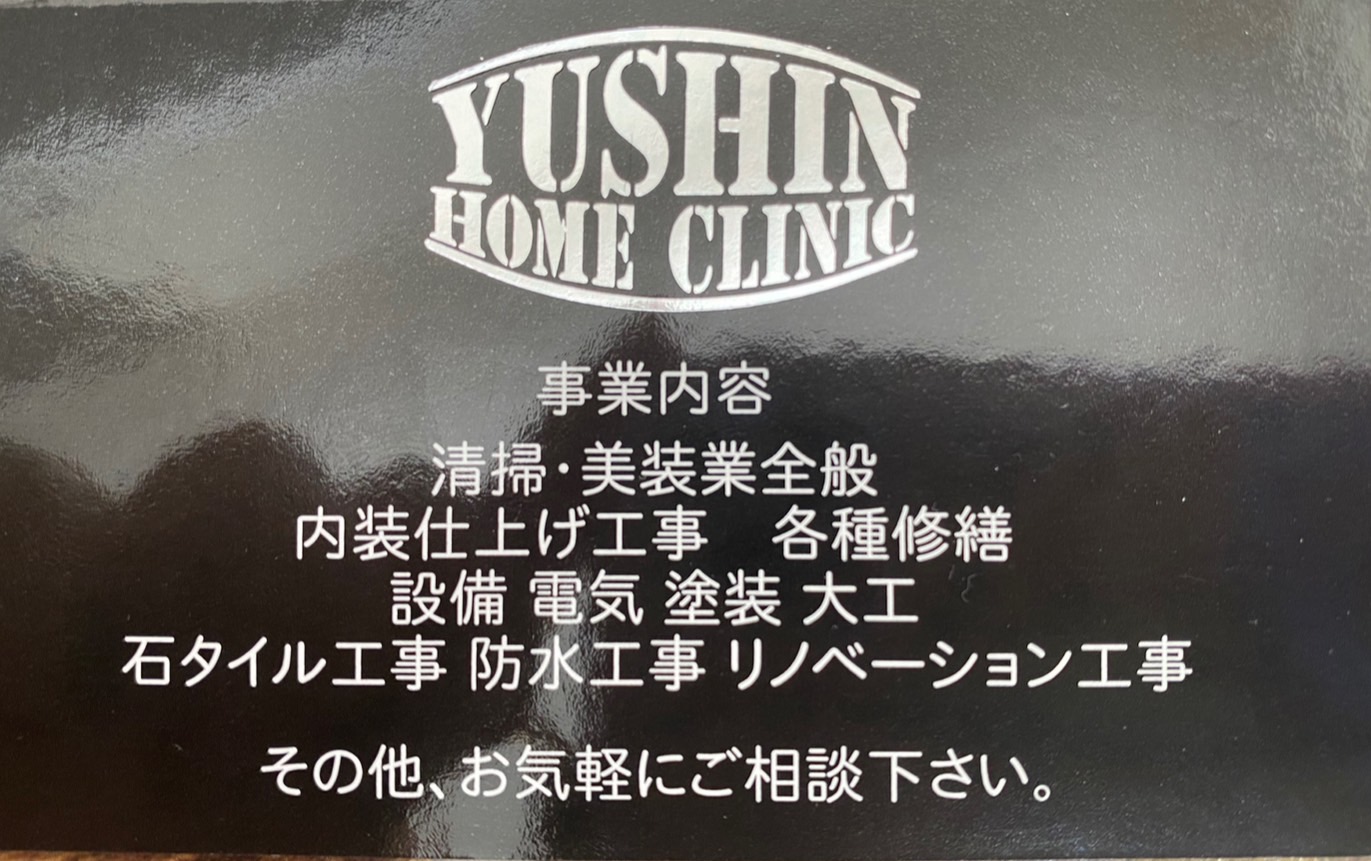 YUSHIN
HOME CLINIC
事業内容
清掃・美装業全般
内装仕上げ工事　各種修繕
設備 電気 塗装 大工
石タイル工事 防水工事 リノベーション工事
その他、お気軽にご相談下さい。